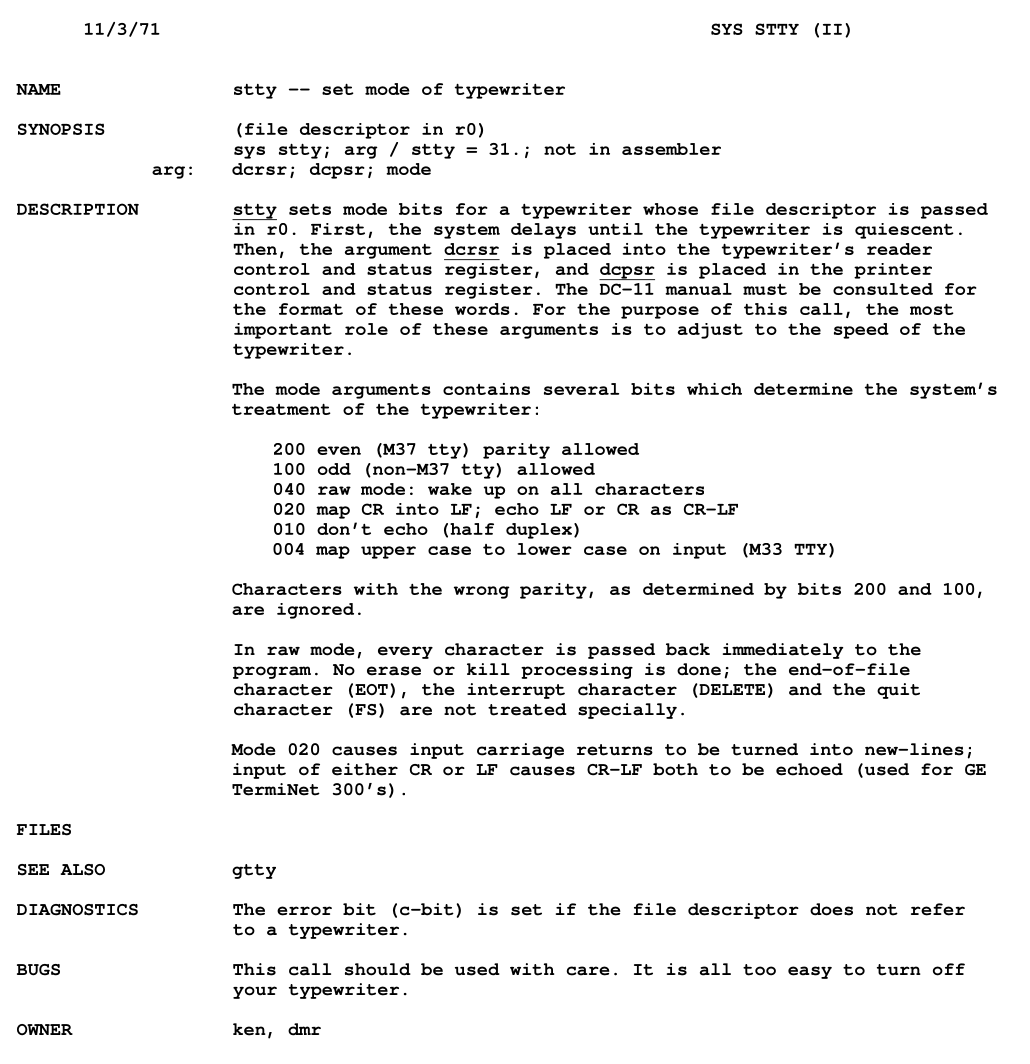 11/3/71 SYS STTY (II)
NAME stty -- set mode of typewriter
SYNOPSIS (file descriptor in r0)
sys stty; arg / stty = 31.; not in assembler
arg: dcrsr; dcpsr; mode
DESCRIPTION stty sets mode bits for a typewriter whose file descriptor is passed
in r0. First, the system delays until the typewriter is quiescent.
Then, the argument dcrsr is placed into the typewriter's reader
control and status register, and dcpsr is placed in the printer
control and status register. The DC-11 manual must be consulted for
the format of these words. For the purpose of this call, the most
important role of these arguments is to adjust to the speed of the
typewriter.
The mode arguments contains several bits which determine the system's
treatment of the typewriter:
200 even (M37 tty) parity allowed
100 odd (non-M37 tty) allowed
040 raw mode: wake up on all characters
020 map CR into LF; echo LF or CR as CR-LF
010 don't echo (half duplex)
004 map upper case to lower case on input (M33 TTY)
Characters with the wrong parity, as determined by bits 200 and 100,
are ignored.
In raw mode, every character is passed back immediately to the
program. No erase or kill processing is done; the end-of-file
character (EOT), the interrupt character (DELETE) and the quit
character (FS) are not treated specially.
Mode 020 causes input carriage returns to be turned into new-lines;
input of either CR or LF causes CR-LF both to be echoed (used for GE
TermiNet 300's).
FILES
SEE ALSO gtty
DIAGNOSTICS The error bit (c-bit) is set if the file descriptor does not refer
to a typewriter.
BUGS This call should be used with care. It is all too easy to turn off
your typewriter.
OWNER ken, dmr